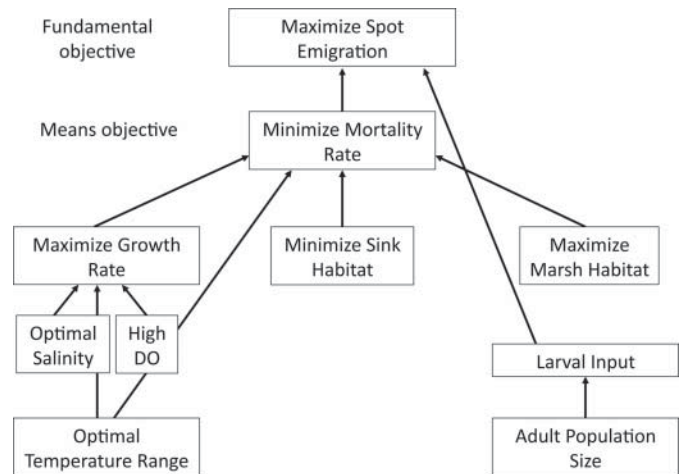 Fundamental
objective
Maximize Spot
Emigration
Means objective
Minimize Mortality
Rate
Maximize Growth
Rate
Minimize Sink
Habitat
Maximize
Marsh Habitat
Optimal
Salinity
High
DO
Larval Input
Optimal
Temperature Range
Adult Population
Size